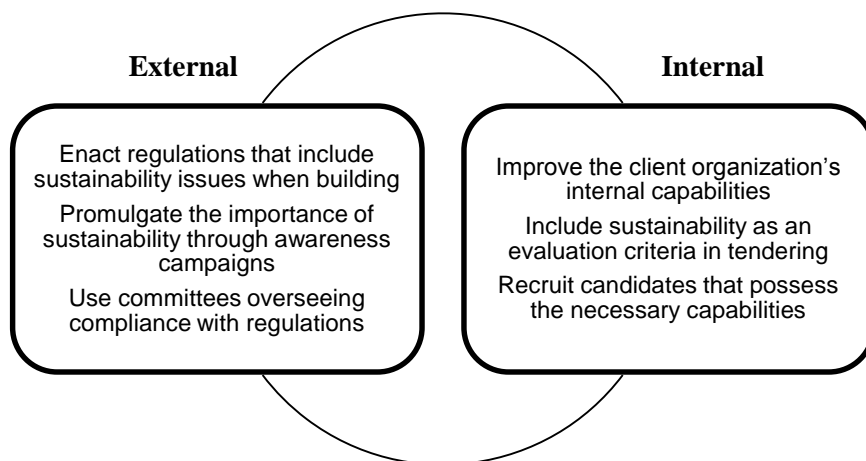 External
Enact regulations that include
sustainability issues when building
Promulgate the importance of
sustainability through awareness
campaigns
Use committees overseeing
compliance with regulations
Internal
Improve the client organization's
internal capabilities
Include sustainability as an
evaluation criteria in tendering
Recruit candidates that possess
the necessary capabilities